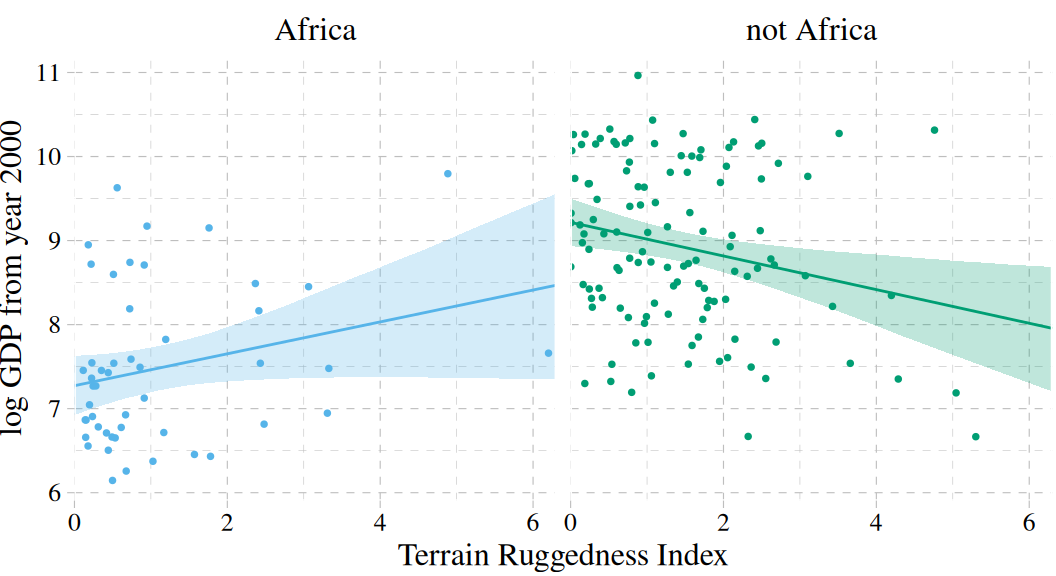 Africa
not Africa
log GDP from year 2000
11
10
9
8
7
6
0 2 4 6 0 2 4 6
Terrain Ruggedness Index